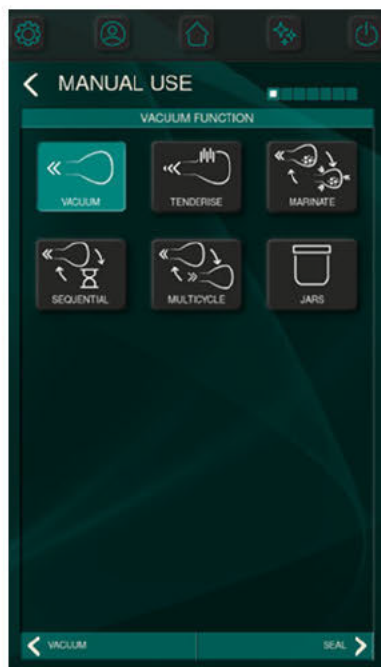 MANUAL USE
VACUUM FUNCTION
VACUUM
TENDERISE
MARINATE
SEQUENTIAL
MULTICYCLE
JARS
VACUUM
SEAL